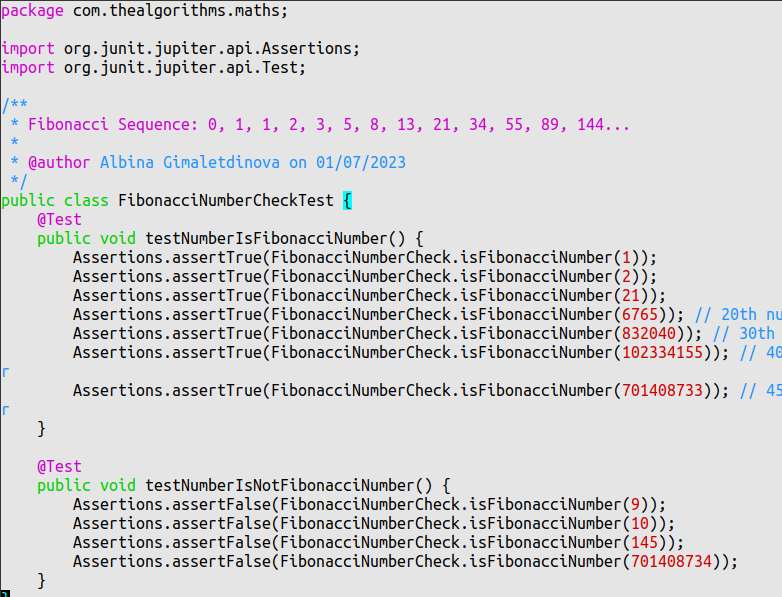 package com.thealgorithms.maths;

import org.junit.jupiter.api.Assertions;
import org.junit.jupiter.api.Test;

/**
 * Fibonacci Sequence: 0, 1, 1, 2, 3, 5, 8, 13, 21, 34, 55, 89, 144...
 *
 * @author Albina Gimaletdinova on 01/07/2023
 */
public class FibonacciNumberCheckTest {
    @Test
    public void testNumberIsFibonacciNumber() {
        Assertions.assertTrue(FibonacciNumberCheck.isFibonacciNumber(1));
        Assertions.assertTrue(FibonacciNumberCheck.isFibonacciNumber(2));
        Assertions.assertTrue(FibonacciNumberCheck.isFibonacciNumber(21));
        Assertions.assertTrue(FibonacciNumberCheck.isFibonacciNumber(6765)); // 20th nu
        Assertions.assertTrue(FibonacciNumberCheck.isFibonacciNumber(832040)); // 30th
        Assertions.assertTrue(FibonacciNumberCheck.isFibonacciNumber(102334155)); // 40
r
        Assertions.assertTrue(FibonacciNumberCheck.isFibonacciNumber(701408733)); // 45
r
    }

    @Test
    public void testNumberIsNotFibonacciNumber() {
        Assertions.assertFalse(FibonacciNumberCheck.isFibonacciNumber(9));
        Assertions.assertFalse(FibonacciNumberCheck.isFibonacciNumber(10));
        Assertions.assertFalse(FibonacciNumberCheck.isFibonacciNumber(145));
        Assertions.assertFalse(FibonacciNumberCheck.isFibonacciNumber(701408734));
    }
}